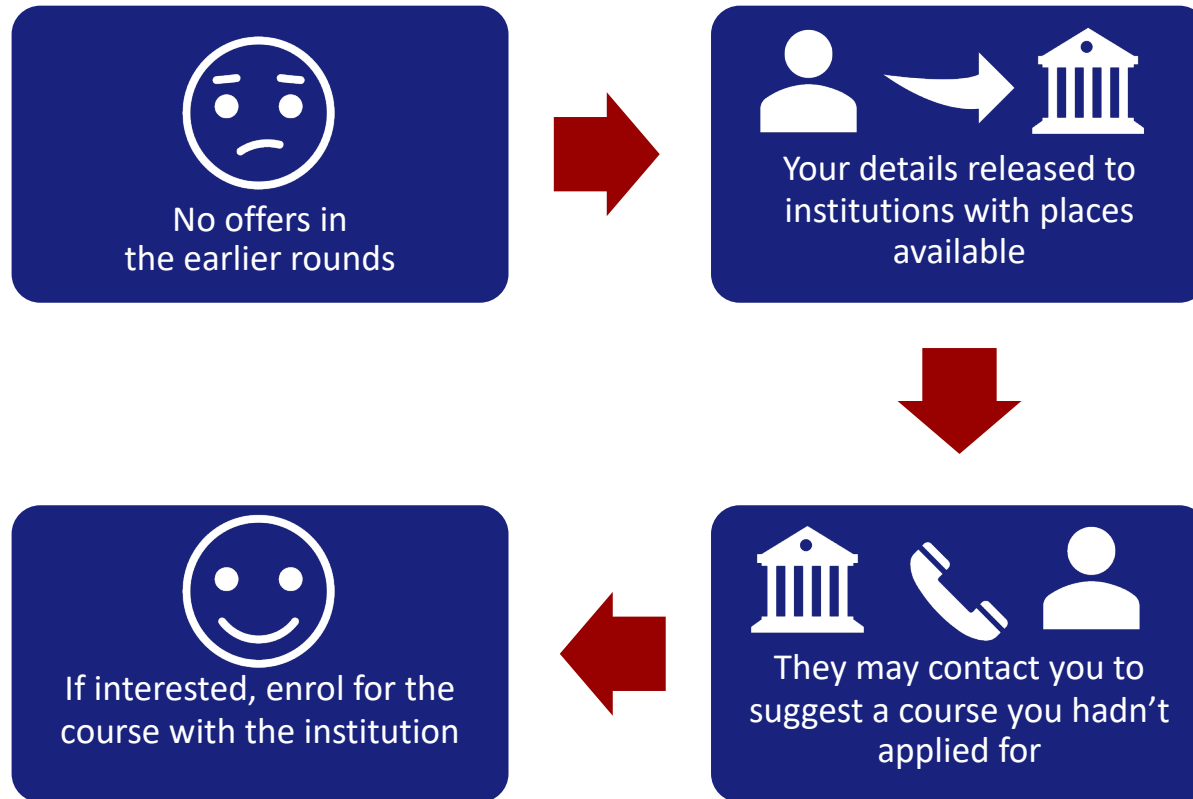 No offers in
the earlier rounds
Your details released to
institutions with places
available
They may contact you to
suggest a course you hadn’t
applied for
If interested, enrol for the
course with the institution